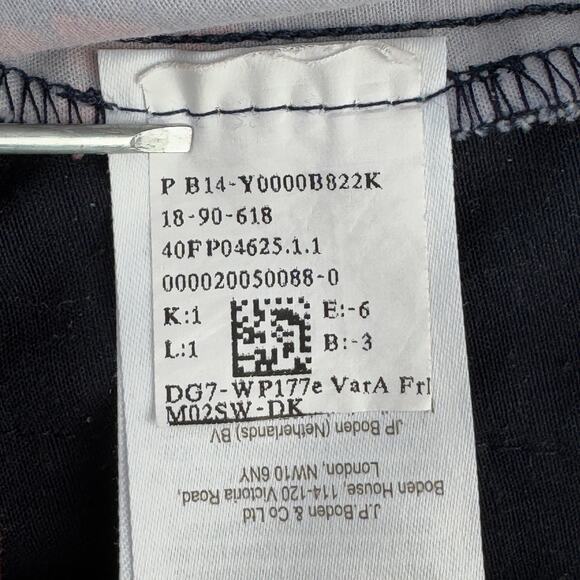 P B14-Y0000B822K
18-90-618
40FP04625.1.1
000020050088-0
K:1 E:-6
L:1 B:-3
DG7-WP177e VarA Frl
M02SW-DK
J.P.Boden & Co Ltd
Boden House, 114-120 Victoria Road,
London, NW10 6NY
JP Boden (Netherlands) BV